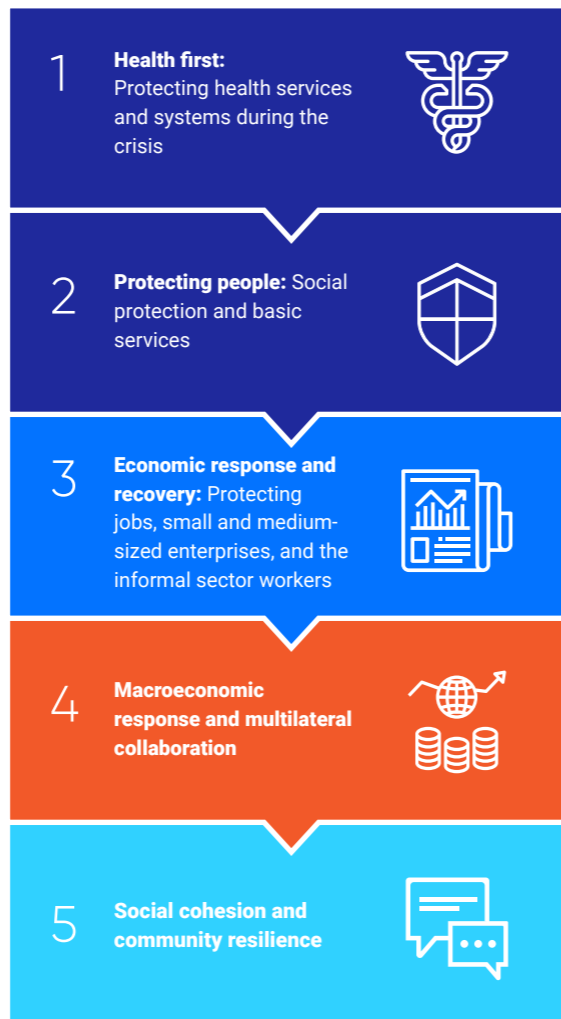 1
Health first:
Protecting health services
and systems during the
crisis
2
Protecting people: Social
protection and basic
services
3
Economic response and
recovery: Protecting
jobs, small and medium-
sized enterprises, and the
informal sector workers
4
Macroeconomic
response and multilateral
collaboration
5
Social cohesion and
community resilience